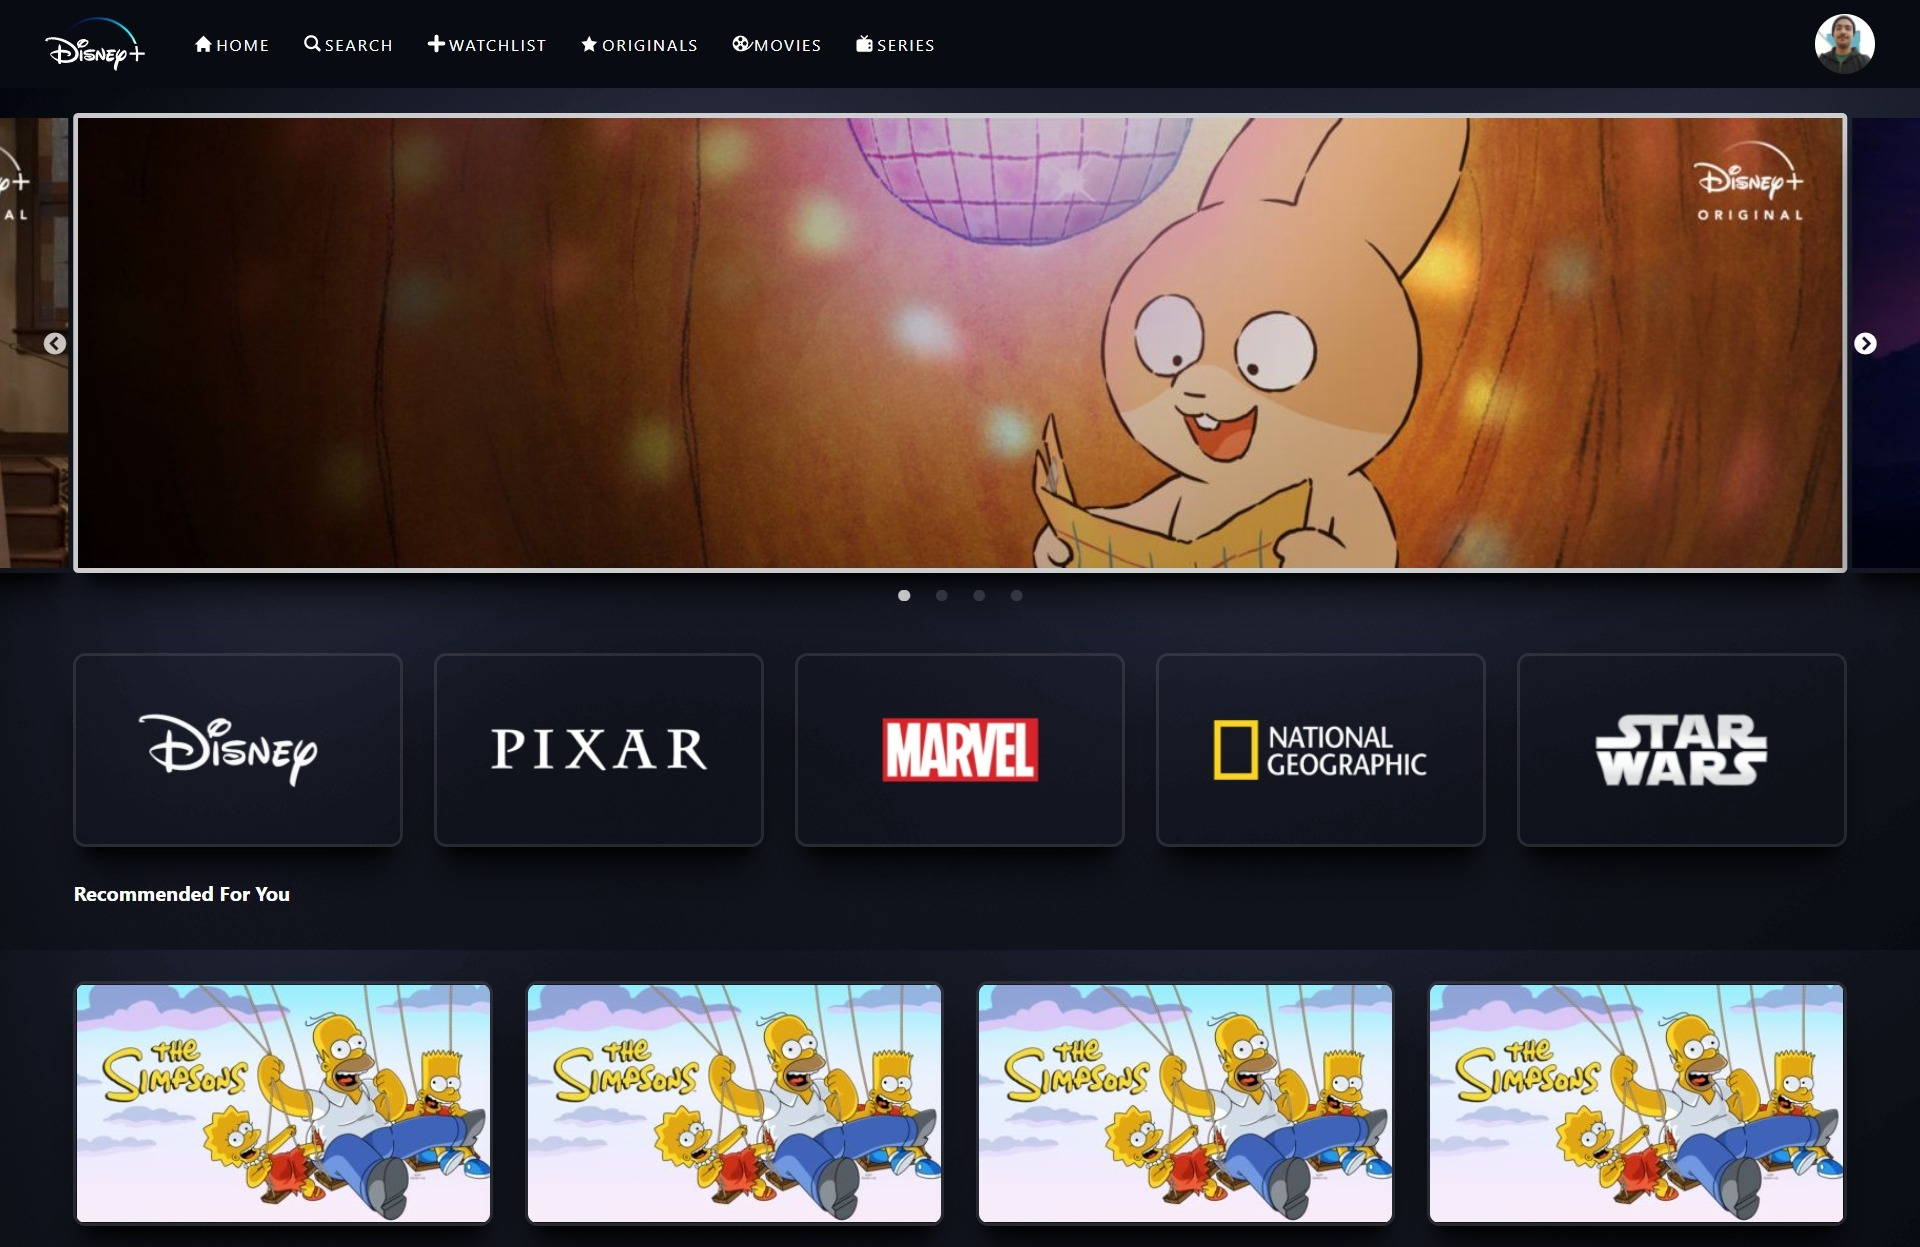 Disney+
HOME
SEARCH
WATCHLIST
ORIGINALS
MOVIES
SERIES
y+
AL
Disney+
ORIGINAL
Disney
PIXAR
MARVEL
NATIONAL
GEOGRAPHIC
STAR
WARS
Recommended For You
THE
SIMPSONS
THE
SIMPSONS
THE
SIMPSONS
THE
SIMPSONS